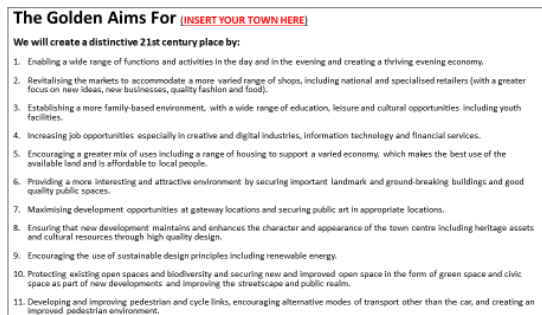 The Golden Aims For (INSERT YOUR TOWN HERE)
We will create a distinctive 21st century place by:
1. Enabling a wide range of functions and activities in the day and in the evening and creating a thriving evening economy.
2. Revitalising the markets to accommodate a more varied range of shops, including national and specialised retailers (with a greater
focus on new ideas, new businesses, quality fashion and food).
3. Establishing a more family-based environment, with a wide range of education, leisure and cultural opportunities including youth
facilities.
4. Increasing job opportunities especially in creative and digital industries, information technology and financial services.
5. Encouraging a greater mix of uses including a range of housing to support a varied economy, which makes the best use of the
available land and is affordable to local people.
6. Providing a more interesting and attractive environment by securing important landmark and ground-breaking buildings and good
quality public spaces.
7. Maximising development opportunities at gateway locations and securing public art in appropriate locations.
8. Ensuring that new development maintains and enhances the character and appearance of the town centre including heritage assets
and cultural resources through high quality design.
9. Encouraging the use of sustainable design principles including renewable energy.
10. Protecting existing open spaces and biodiversity and securing new and improved open space in the form of green space and civic
space as part of new developments and improving the streetscape and public realm.
11. Developing and improving pedestrian and cycle links, encouraging alternative modes of transport other than the car, and creating an
improved pedestrian environment.